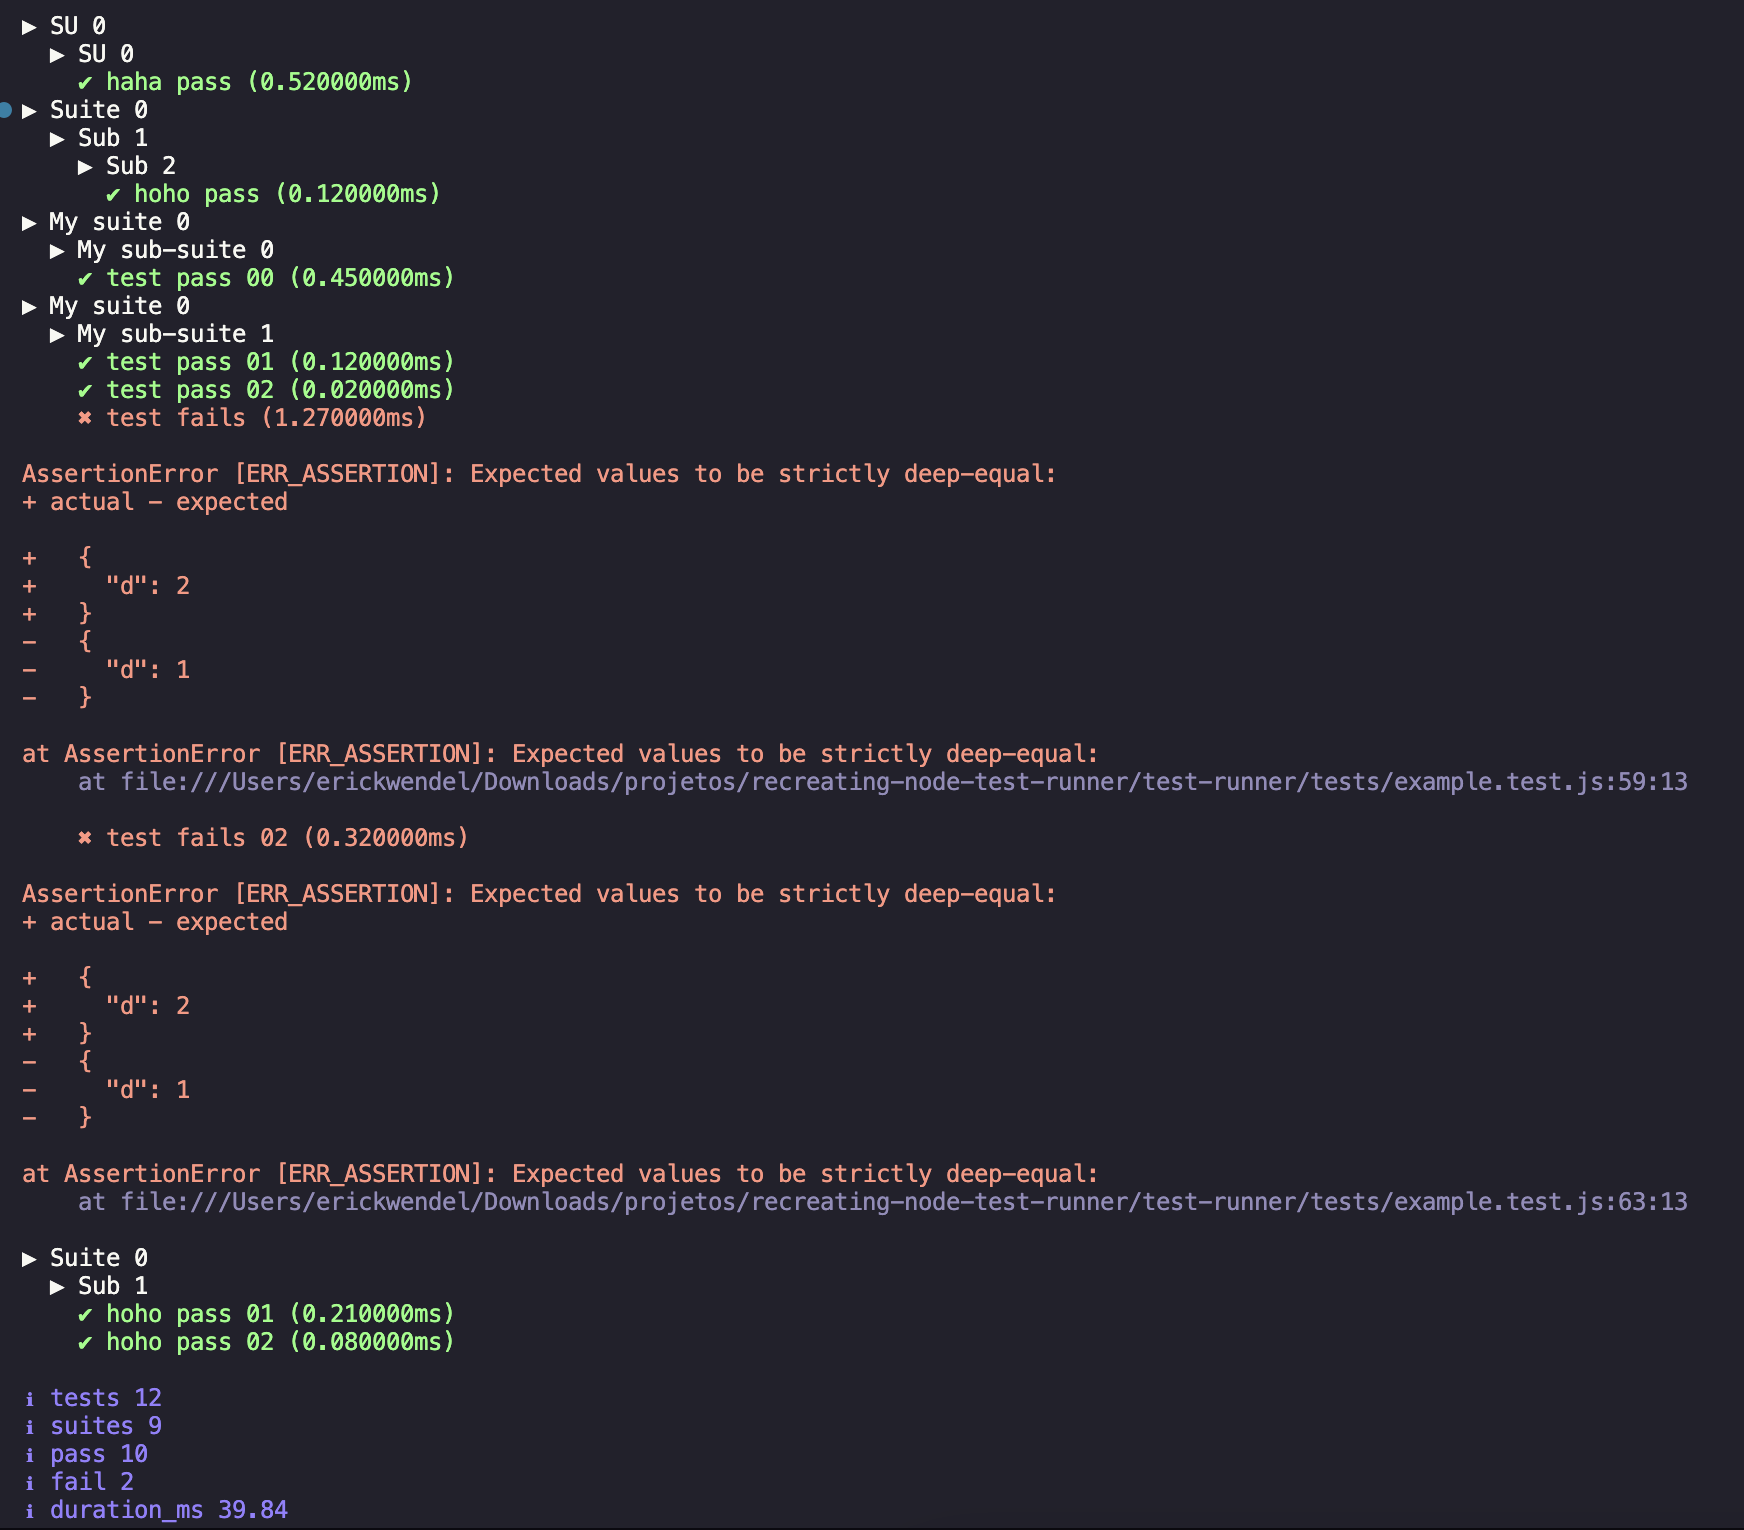 ▶ SU 0
  ▶ SU 0
    ✔ haha pass (0.520000ms)
▶ Suite 0
  ▶ Sub 1
    ▶ Sub 2
      ✔ hoho pass (0.120000ms)
▶ My suite 0
  ▶ My sub-suite 0
    ✔ test pass 00 (0.450000ms)
▶ My suite 0
  ▶ My sub-suite 1
    ✔ test pass 01 (0.120000ms)
    ✔ test pass 02 (0.020000ms)
    ✖ test fails (1.270000ms)

AssertionError [ERR_ASSERTION]: Expected values to be strictly deep-equal:
+ actual - expected

+   {
+     "d": 2
+   }
-   {
-     "d": 1
-   }

at AssertionError [ERR_ASSERTION]: Expected values to be strictly deep-equal:
    at file:///Users/erickwendel/Downloads/projetos/recreating-node-test-runner/test-runner/tests/example.test.js:59:13

    ✖ test fails 02 (0.320000ms)

AssertionError [ERR_ASSERTION]: Expected values to be strictly deep-equal:
+ actual - expected

+   {
+     "d": 2
+   }
-   {
-     "d": 1
-   }

at AssertionError [ERR_ASSERTION]: Expected values to be strictly deep-equal:
    at file:///Users/erickwendel/Downloads/projetos/recreating-node-test-runner/test-runner/tests/example.test.js:63:13

▶ Suite 0
  ▶ Sub 1
    ✔ hoho pass 01 (0.210000ms)
    ✔ hoho pass 02 (0.080000ms)

ℹ tests 12
ℹ suites 9
ℹ pass 10
ℹ fail 2
ℹ duration_ms 39.84